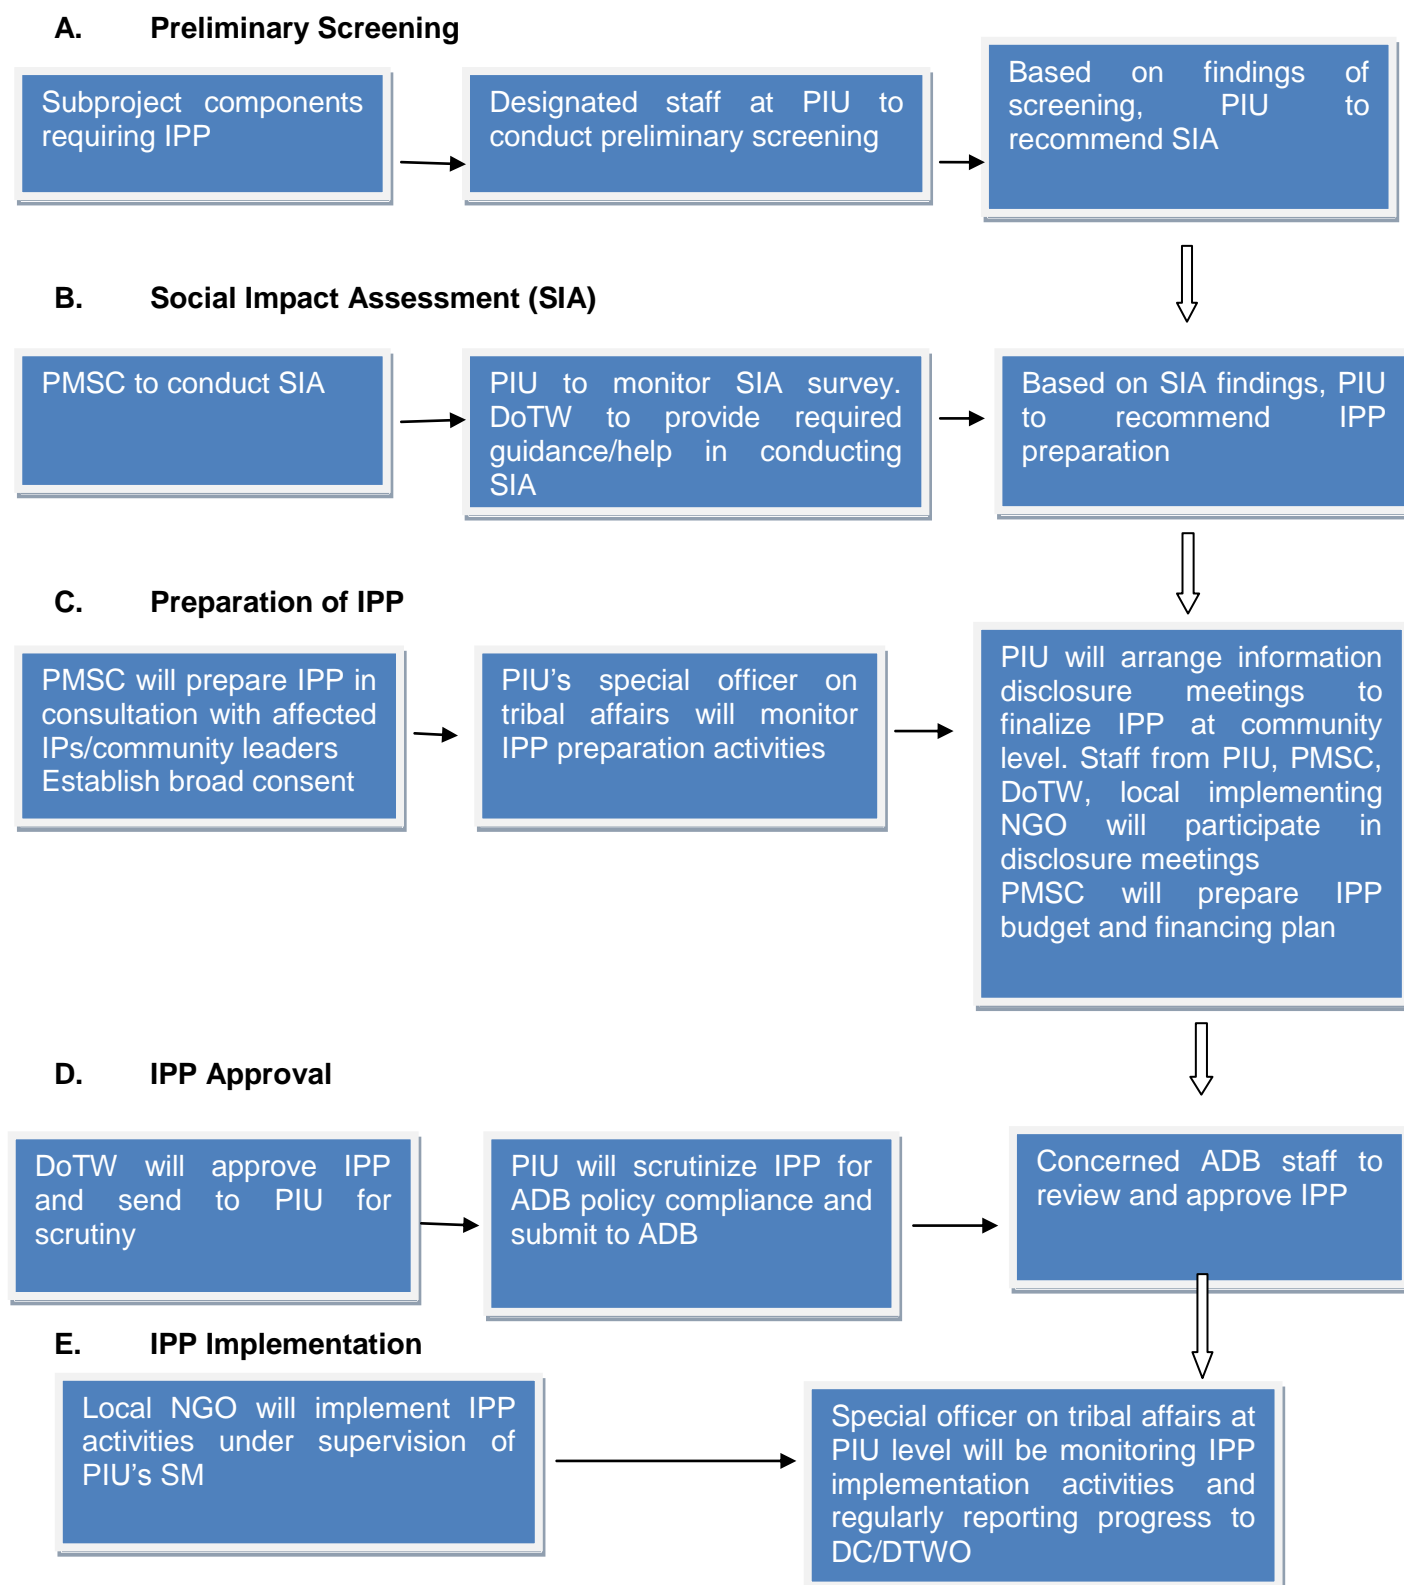 A. Preliminary Screening
Subproject components
requiring IPP
Designated staff at PIU to
conduct preliminary screening
Based on findings of
screening, PIU to
recommend SIA
B. Social Impact Assessment (SIA)
PMSC to conduct SIA
PIU to monitor SIA survey.
DoTW to provide required
guidance/help in conducting
SIA
Based on SIA findings, PIU
to recommend IPP
preparation
C. Preparation of IPP
PMSC will prepare IPP in
consultation with affected
IPs/community leaders
Establish broad consent
PIU’s special officer on
tribal affairs will monitor
IPP preparation activities
PIU will arrange information
disclosure meetings to
finalize IPP at community
level. Staff from PIU, PMSC,
DoTW, local implementing
NGO will participate in
disclosure meetings
PMSC will prepare IPP
budget and financing plan
D. IPP Approval
DoTW will approve IPP
and send to PIU for
scrutiny
PIU will scrutinize IPP for
ADB policy compliance and
submit to ADB
Concerned ADB staff to
review and approve IPP
E. IPP Implementation
Local NGO will implement IPP
activities under supervision of
PIU’s SM
Special officer on tribal affairs at
PIU level will be monitoring IPP
implementation activities and
regularly reporting progress to
DC/DTWO